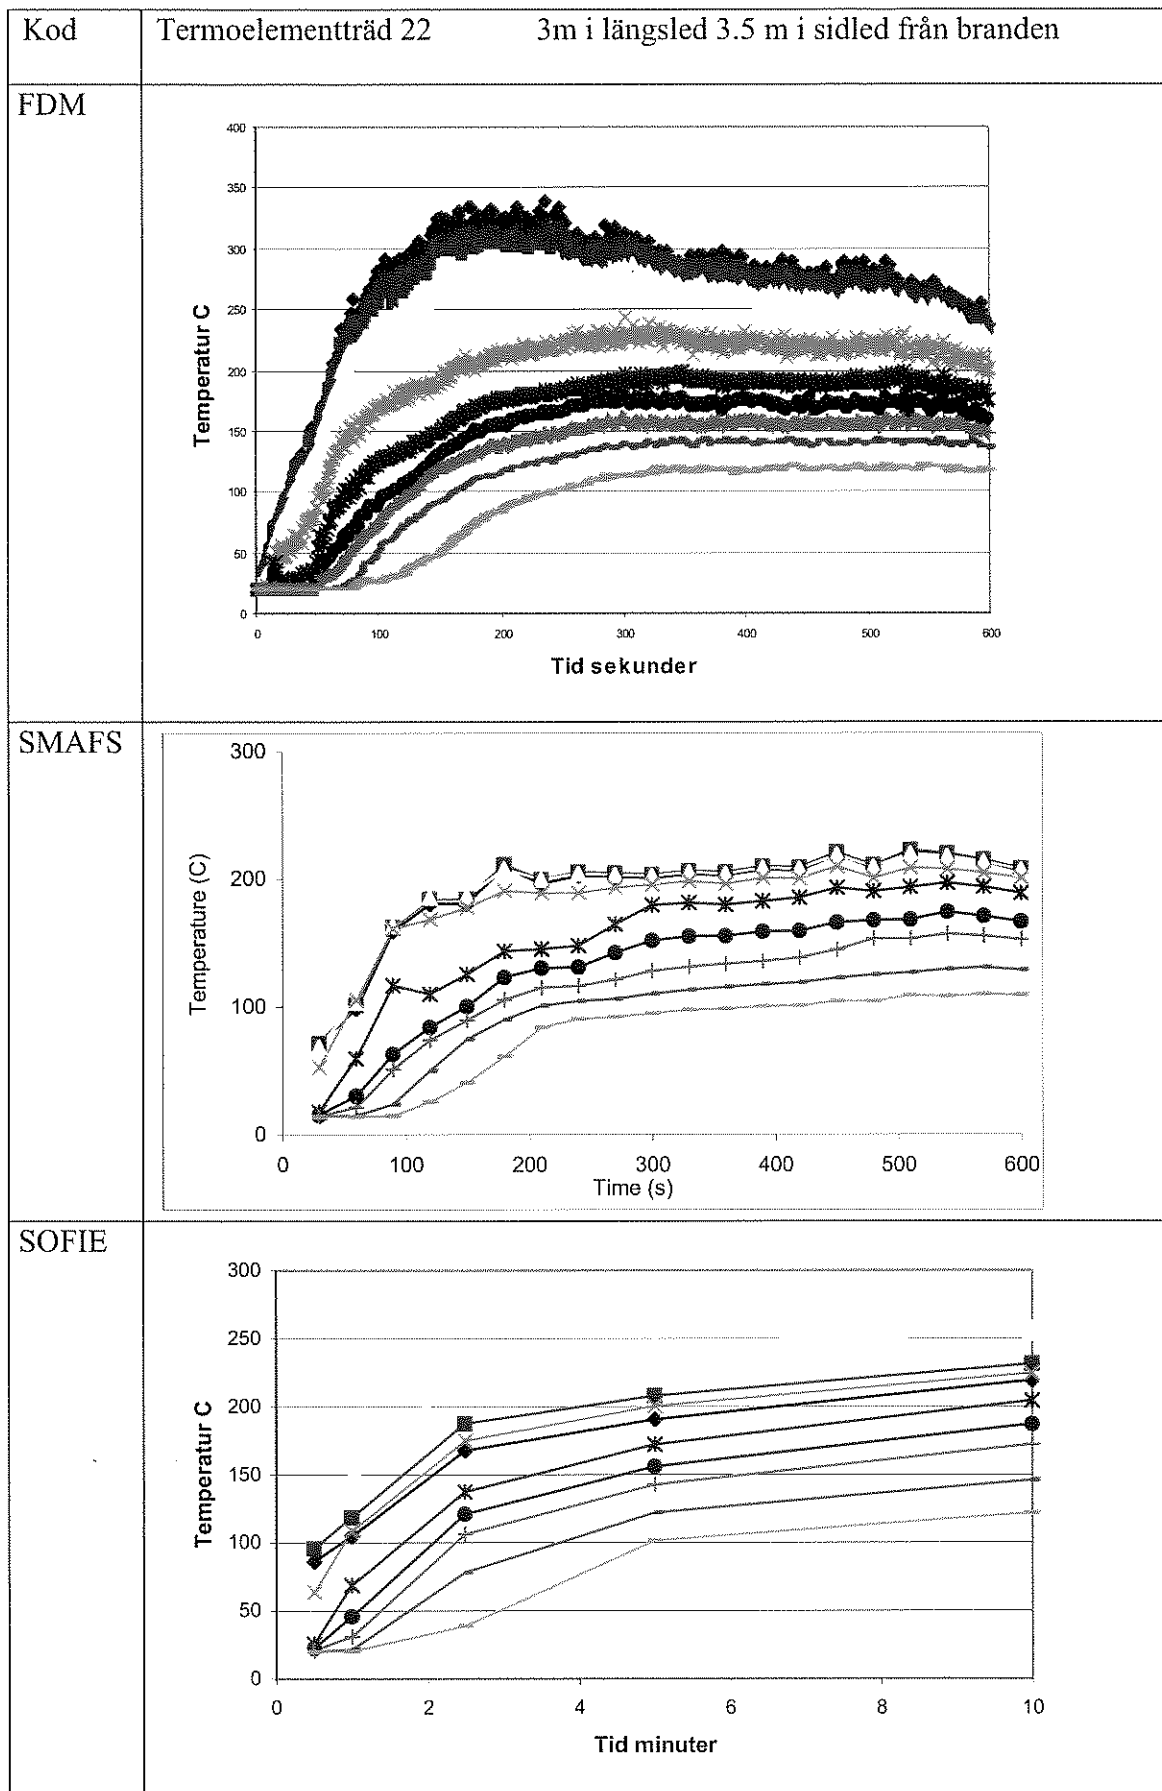 Kod Termoelementträd 22 3m i längsled 3.5 m i sidled från branden
FDM
400
350
300
250
200
150
100
50
0
Temperatur C
0 100 200 300 400 500 600
Tid sekunder
SMAFS
300
200
100
0
Temperature (C)
0 100 200 300 400 500 600
Time (s)
SOFIE
300
250
200
150
100
50
0
Temperatur C
0 2 4 6 8 10
Tid minuter